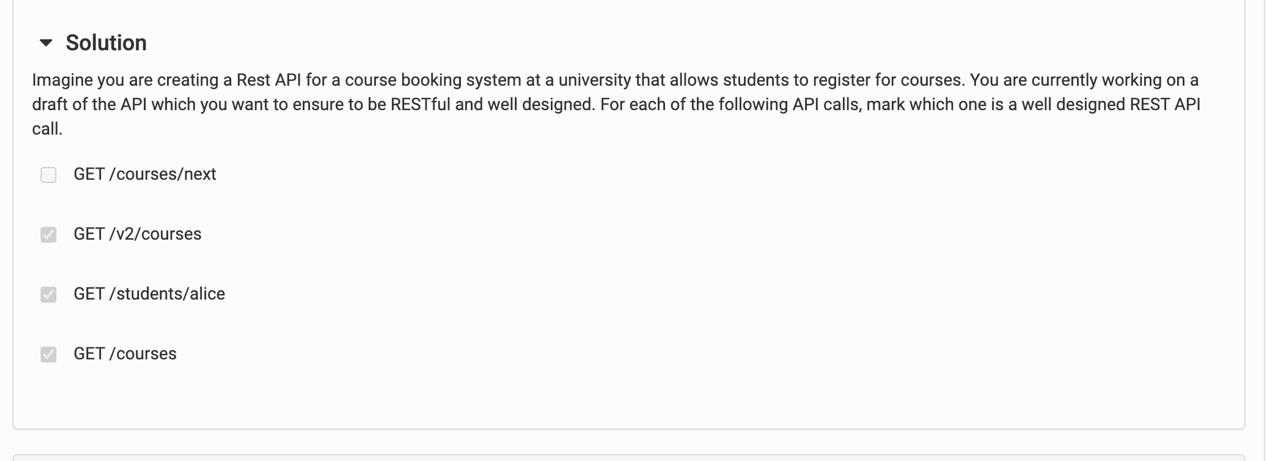 Solution
Imagine you are creating a Rest API for a course booking system at a university that allows students to register for courses. You are currently working on a
draft of the API which you want to ensure to be RESTful and well designed. For each of the following API calls, mark which one is a well designed REST API
call.
GET /courses/next
GET /v2/courses
GET /students/alice
GET /courses